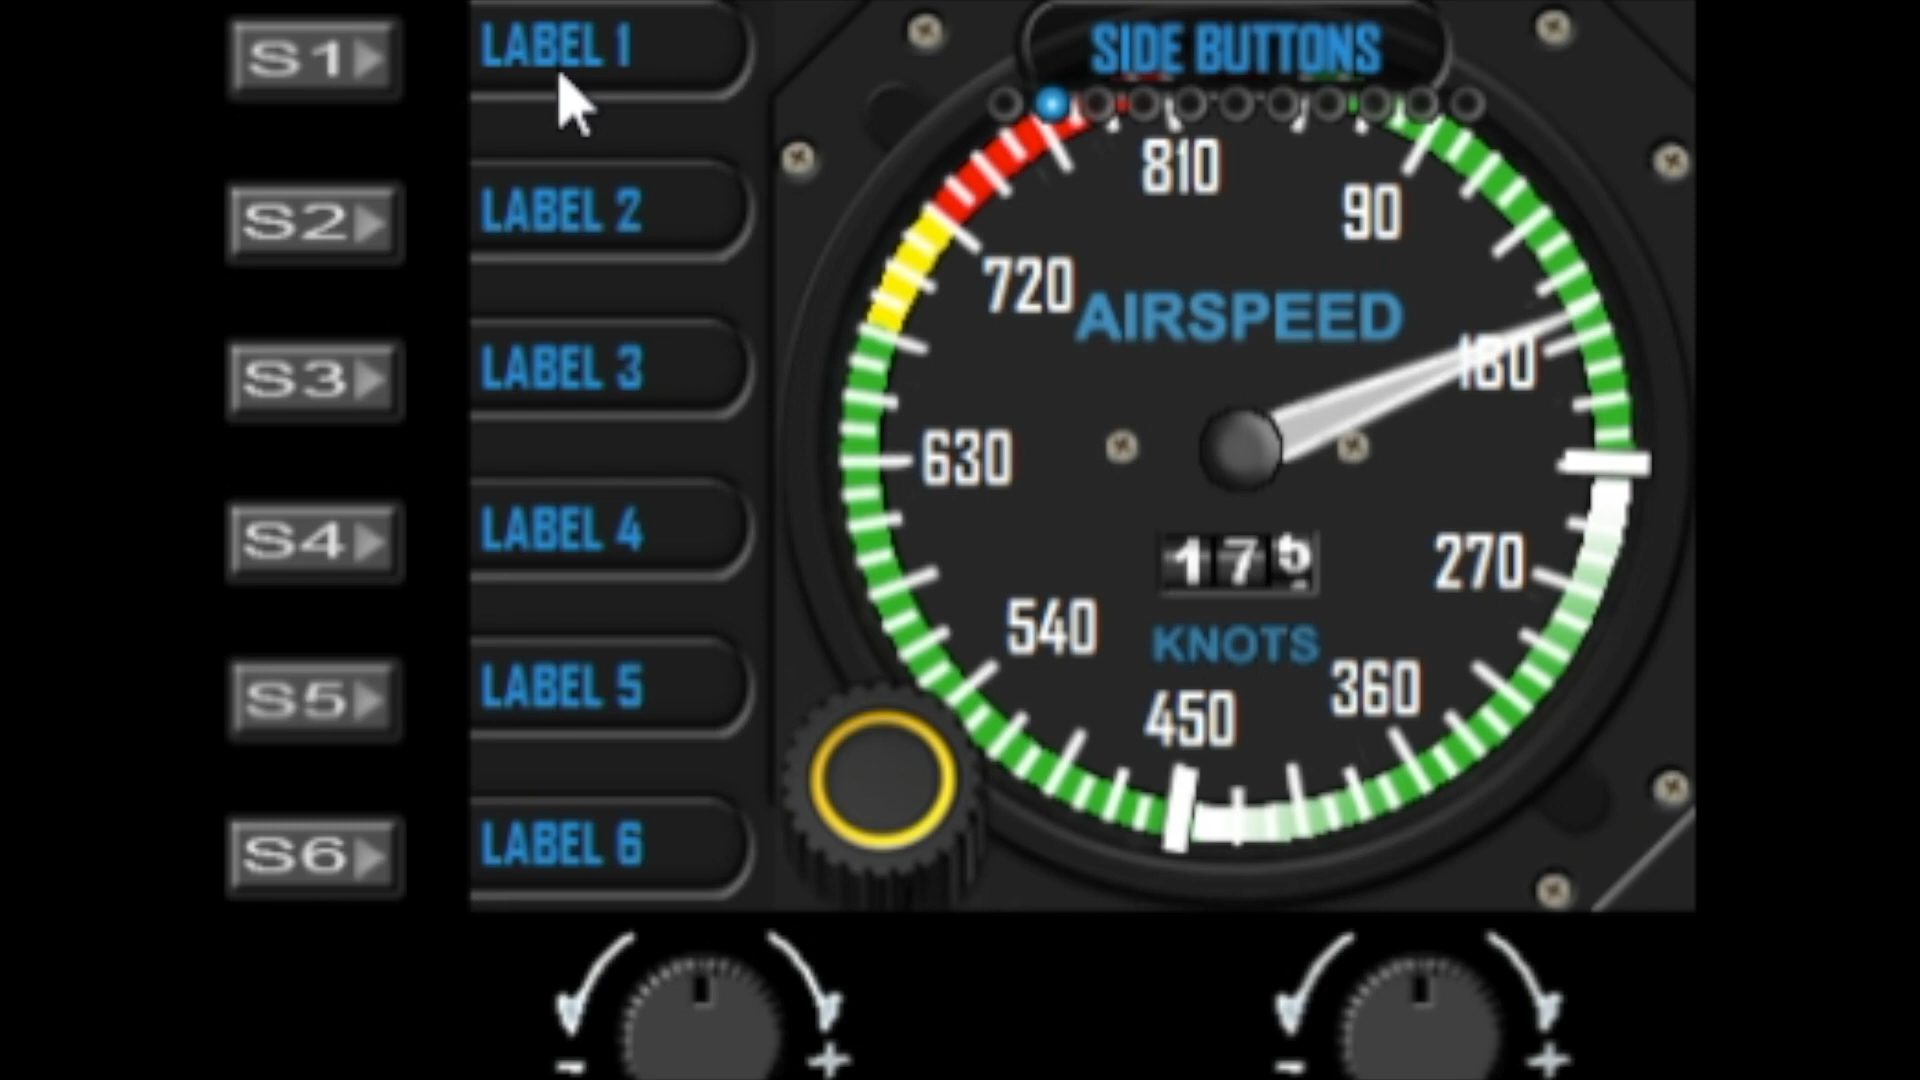 S1
LABEL 1
SIDE BUTTONS
S2
LABEL 2
810
90
720
AIRSPEED
180
S3
LABEL 3
630
S4
LABEL 4
175
270
540
KNOTS
360
450
S5
LABEL 5
S6
LABEL 6
- +
- +